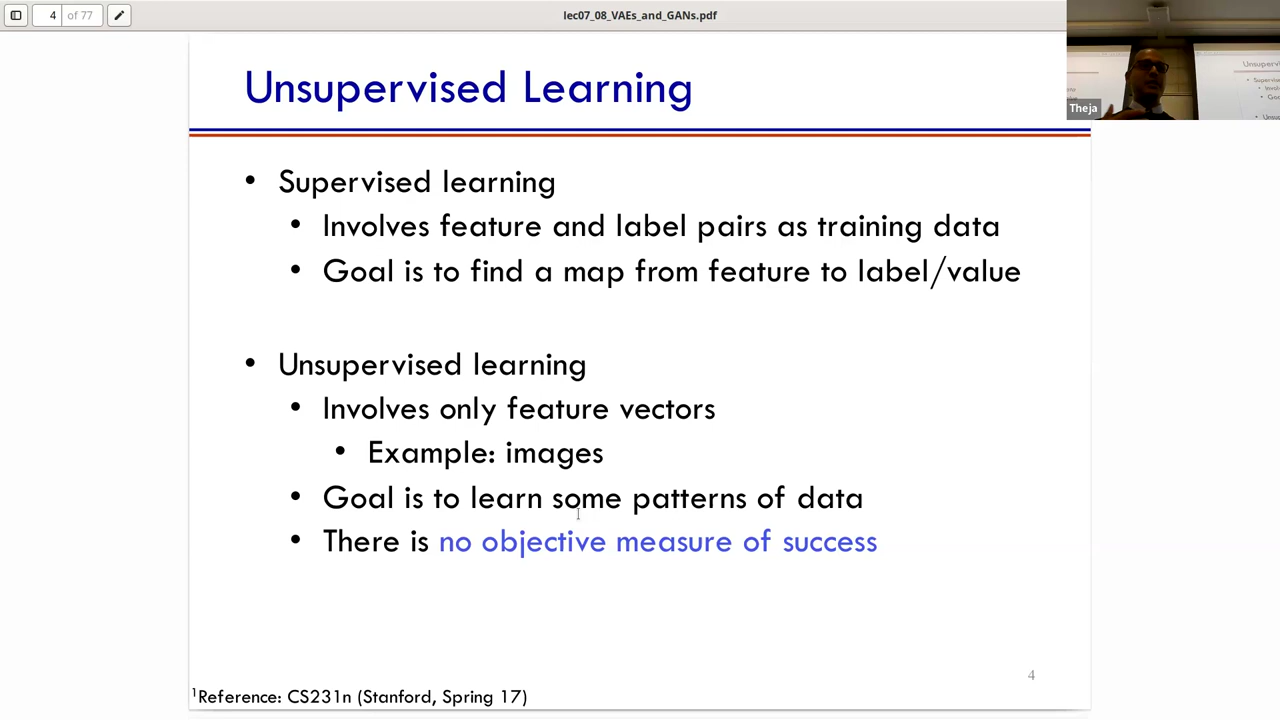 4 of 77
lec07_08_VAEs_and_GANs.pdf
Theja
Unsupervised Learning
• Supervised learning
• Involves feature and label pairs as training data
• Goal is to find a map from feature to label/value
• Unsupervised learning
• Involves only feature vectors
• Example: images
• Goal is to learn some patterns of data
• There is no objective measure of success
4
1Reference: CS231n (Stanford, Spring 17)